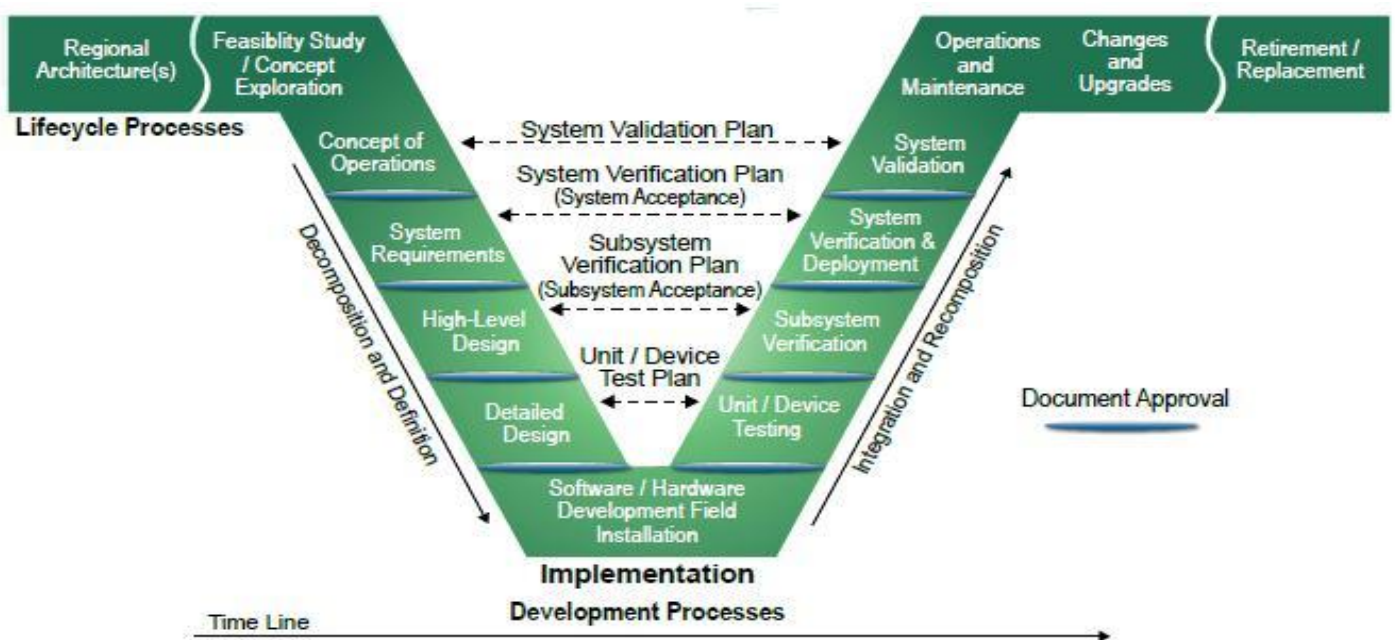 Regional
Architecture(s)
Feasiblity Study
/ Concept
Exploration
Operations
and
Maintenance
Changes
and
Upgrades
Retirement /
Replacement
Lifecycle Processes
Concept of
Operations
System Validation Plan
System
Validation
System Verification Plan
(System Acceptance)
System
Requirements
System
Verification &
Deployment
Subsystem
Verification Plan
(Subsystem Acceptance)
High-Level
Design
Subsystem
Verification
Unit / Device
Test Plan
Detailed
Design
Unit / Device
Testing
Decomposition and Definition
Integration and Recomposition
Document Approval
Software / Hardware
Development Field
Installation
Implementation
Development Processes
Time Line